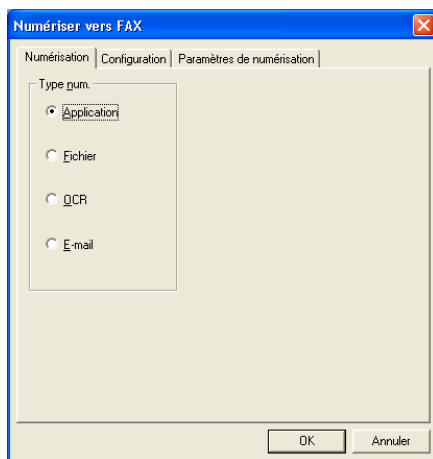 Numériser vers FAX
Numérisation Configuration Paramètres de numérisation
Type num.
Application
Fichier
OCR
E-mail
OK Annuler